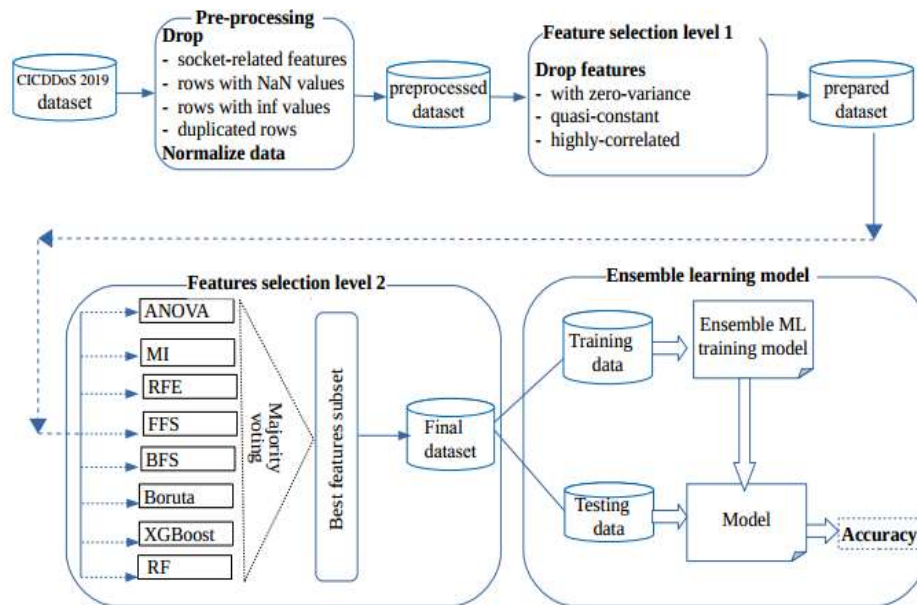 Pre-processing
Drop
- socket-related features
- rows with NaN values
- rows with inf values
- duplicated rows
Normalize data
CICDDoS 2019
dataset
preprocessed
dataset
Feature selection level 1
Drop features
- with zero-variance
- quasi-constant
- highly-correlated
prepared
dataset
Features selection level 2
ANOVA
MI
RFE
FFS
BFS
Boruta
XGBoost
RF
Majority
voting
Best features subset
Final
dataset
Ensemble learning model
Training
data
Ensemble ML
training model
Testing
data
Model
Accuracy